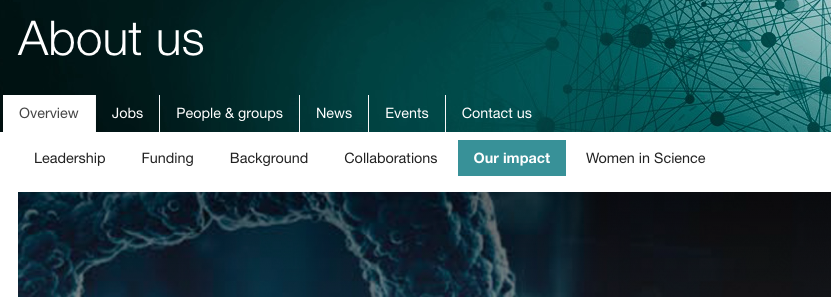 About us
Overview Jobs People & groups News Events Contact us
Leadership Funding Background Collaborations Our impact Women in Science